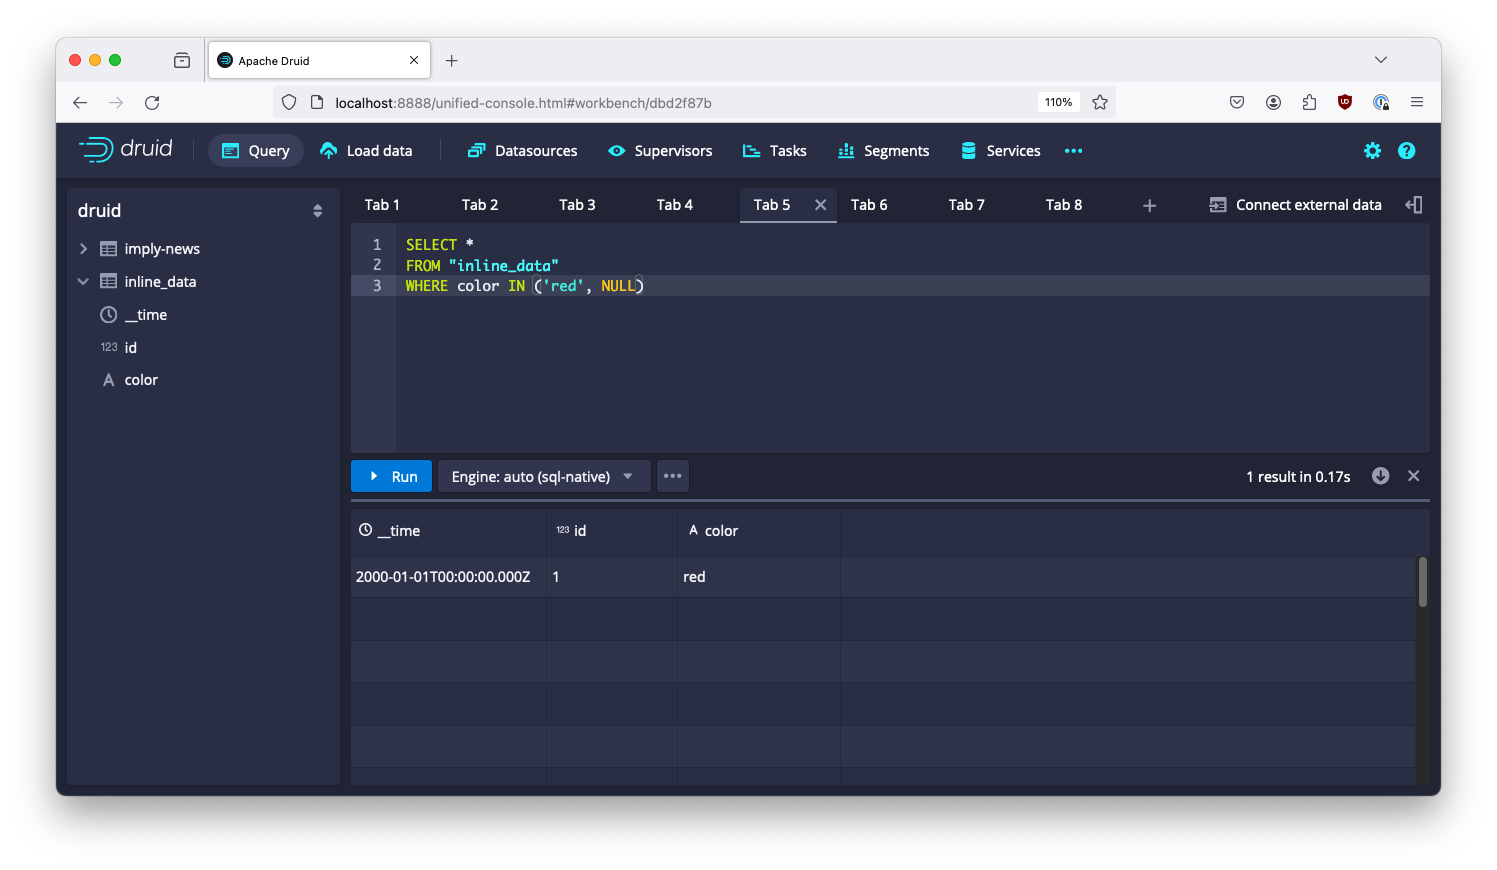 Apache Druid
localhost:8888/unified-console.html#workbench/dbd2f87b
110%
druid
Query
Load data
Datasources
Supervisors
Tasks
Segments
Services
druid
imply-news
inline_data
__time
123 id
A color
Tab 1 Tab 2 Tab 3 Tab 4 Tab 5 Tab 6 Tab 7 Tab 8
Connect external data
1 SELECT *
2 FROM "inline_data"
3 WHERE color IN ('red', NULL)
Run
Engine: auto (sql-native)
1 result in 0.17s
__time 123 id A color
2000-01-01T00:00:00.000Z 1 red